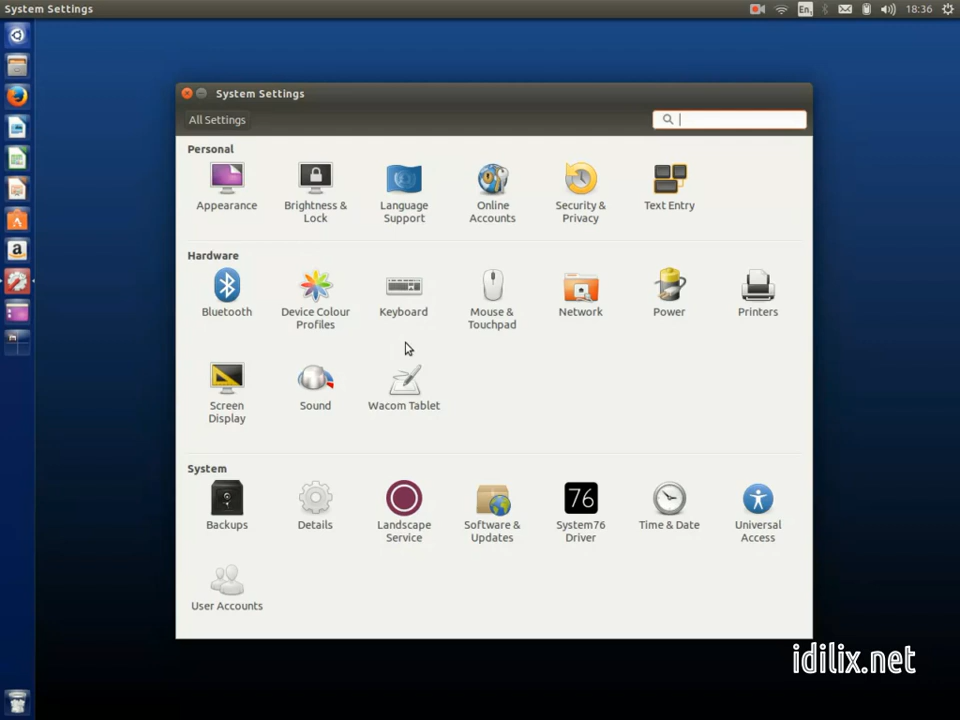 System Settings
En
18:36
System Settings
All Settings
Personal
Appearance
Brightness &
Lock
Language
Support
Online
Accounts
Security &
Privacy
Text Entry
Hardware
Bluetooth
Device Colour
Profiles
Keyboard
Mouse &
Touchpad
Network
Power
Printers
Screen
Display
Sound
Wacom Tablet
System
Backups
Details
Landscape
Service
Software &
Updates
76
System76
Driver
Time & Date
Universal
Access
User Accounts
idilix.net